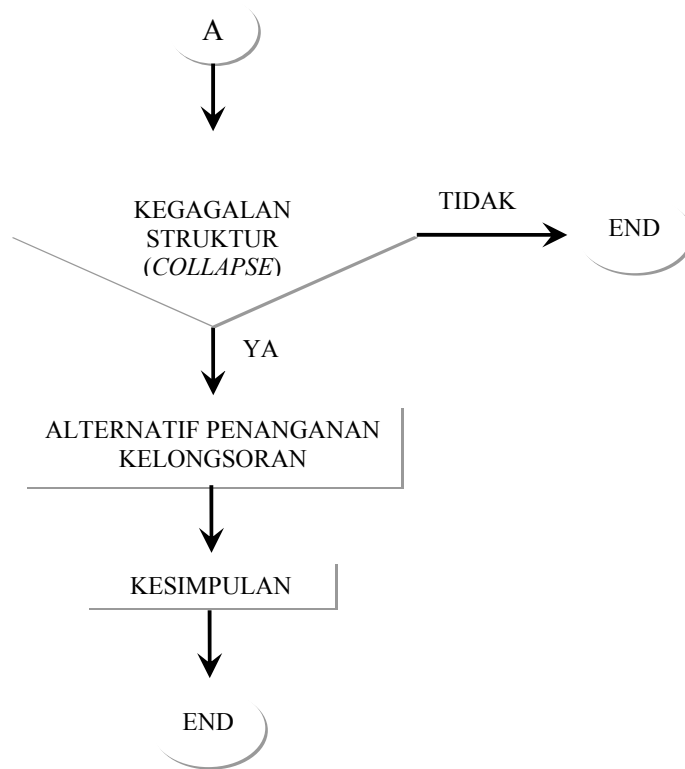 A
KEGAGALAN
STRUKTUR
(COLLAPSE)
TIDAK
END
YA
ALTERNATIF PENANGANAN
KELONGSORAN
KESIMPULAN
END